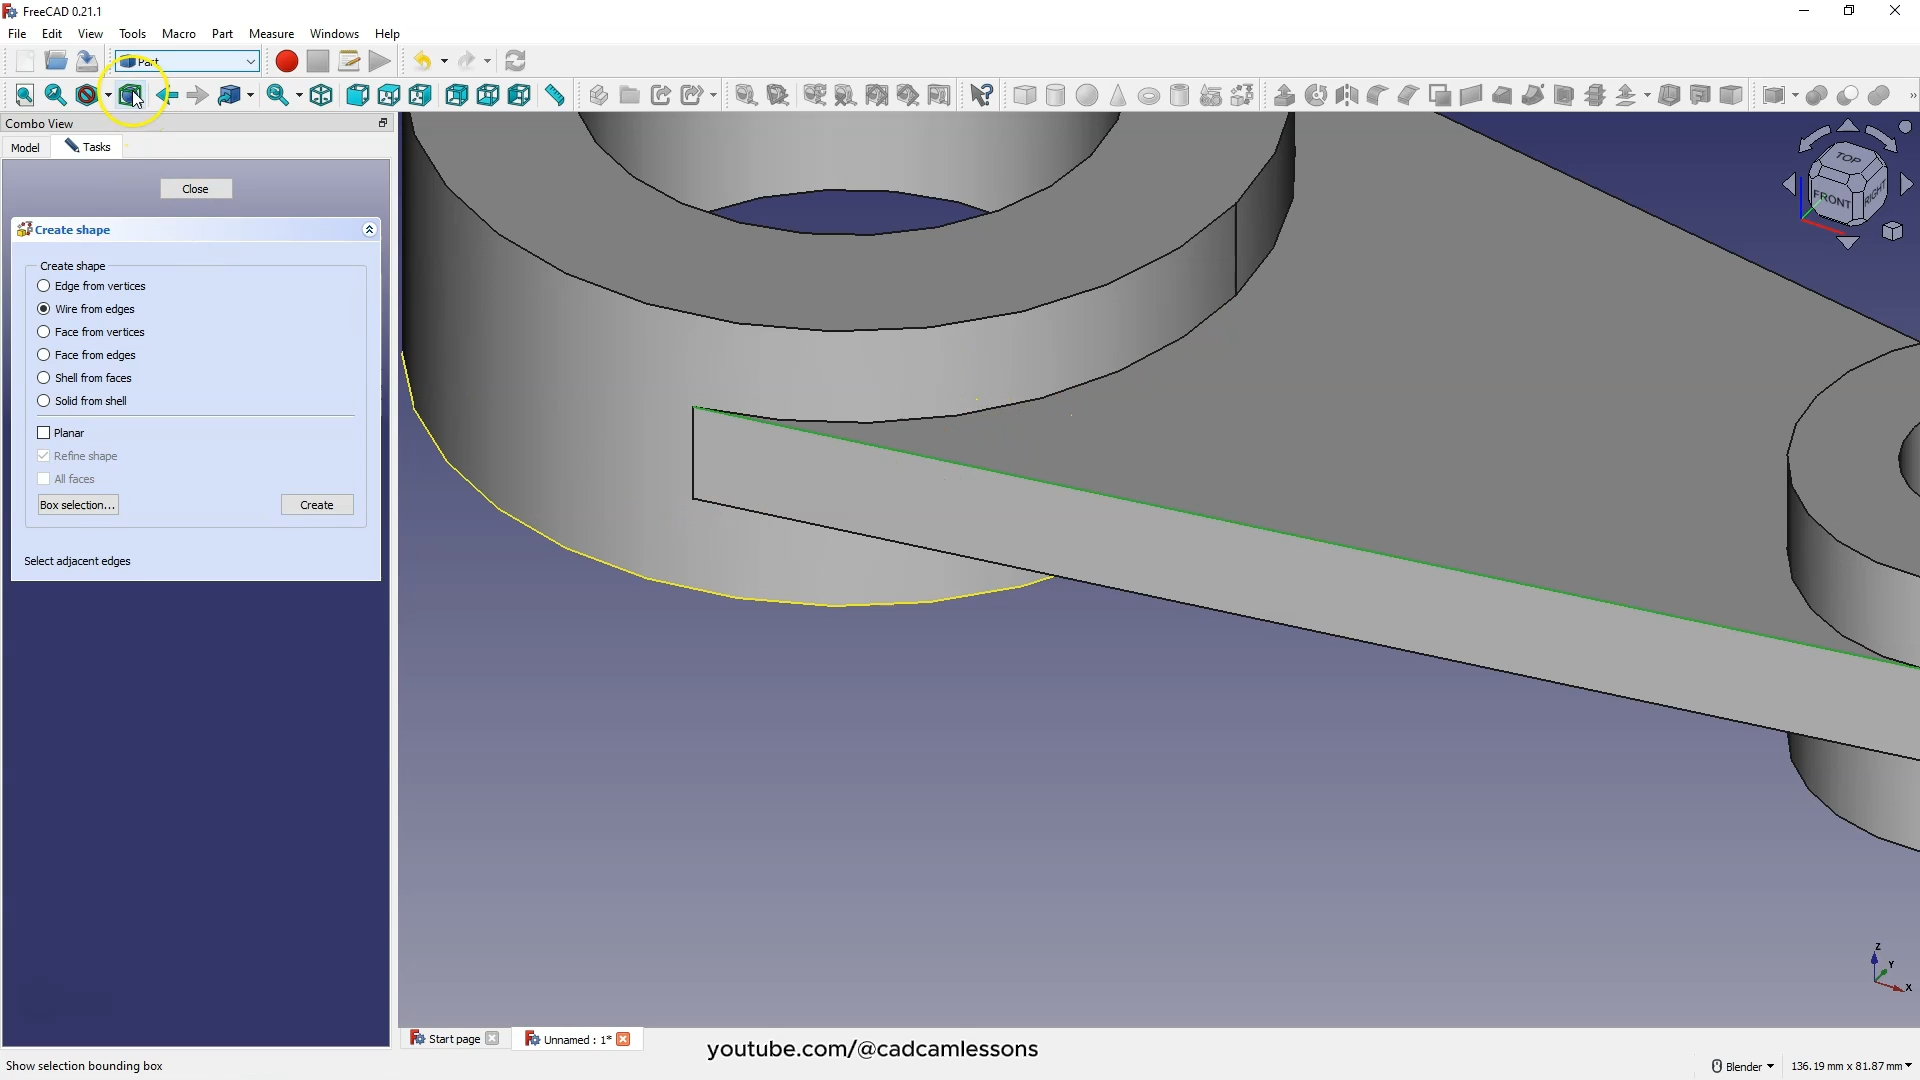 FreeCAD 0.21.1
File Edit View Tools Macro Part Measure Windows Help
Part
Combo View
Model Tasks
Close
Create shape
Create shape
Edge from vertices
Wire from edges
Face from vertices
Face from edges
Shell from faces
Solid from shell
Planar
Refine shape
All faces
Box selection... Create
Select adjacent edges
TOP
FRONT RIGHT
Z
Y
X
Start page Unnamed : 1*
youtube.com/@cadcamlessons
Show selection bounding box Blender 136.19 mm x 81.87 mm